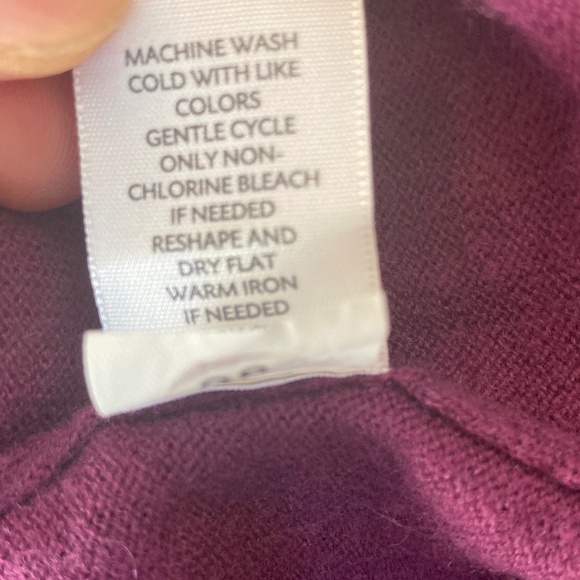 MACHINE WASH
COLD WITH LIKE
COLORS
GENTLE CYCLE
ONLY NON-
CHLORINE BLEACH
IF NEEDED
RESHAPE AND
DRY FLAT
WARM IRON
IF NEEDED